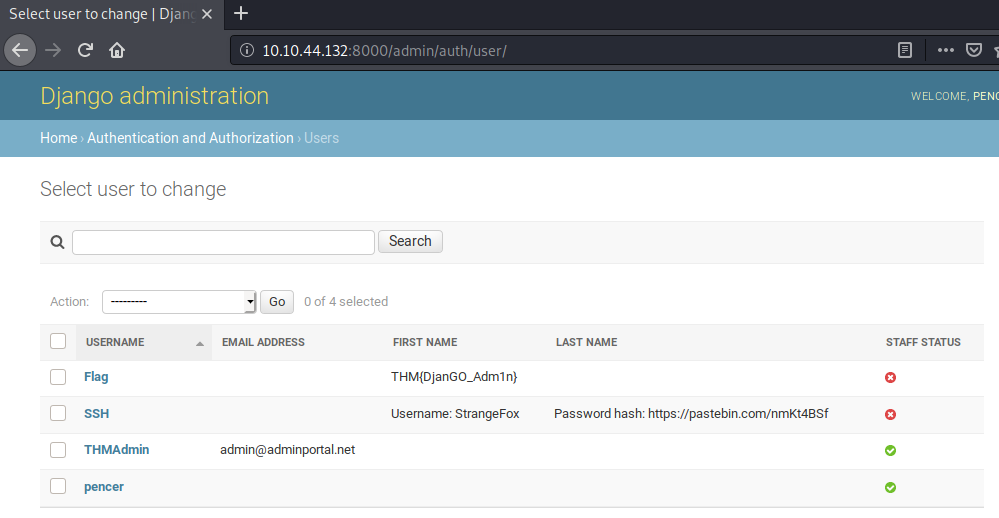 Select user to change | Djang
10.10.44.132:8000/admin/auth/user/
Django administration
WELCOME, PENC
Home › Authentication and Authorization › Users
Select user to change
Search
Action: --------- Go 0 of 4 selected
USERNAME EMAIL ADDRESS FIRST NAME LAST NAME STAFF STATUS
Flag THM{DjanGO_Adm1n}
SSH Username: StrangeFox Password hash: https://pastebin.com/nmKt4BSf
THMAdmin admin@adminportal.net
pencer